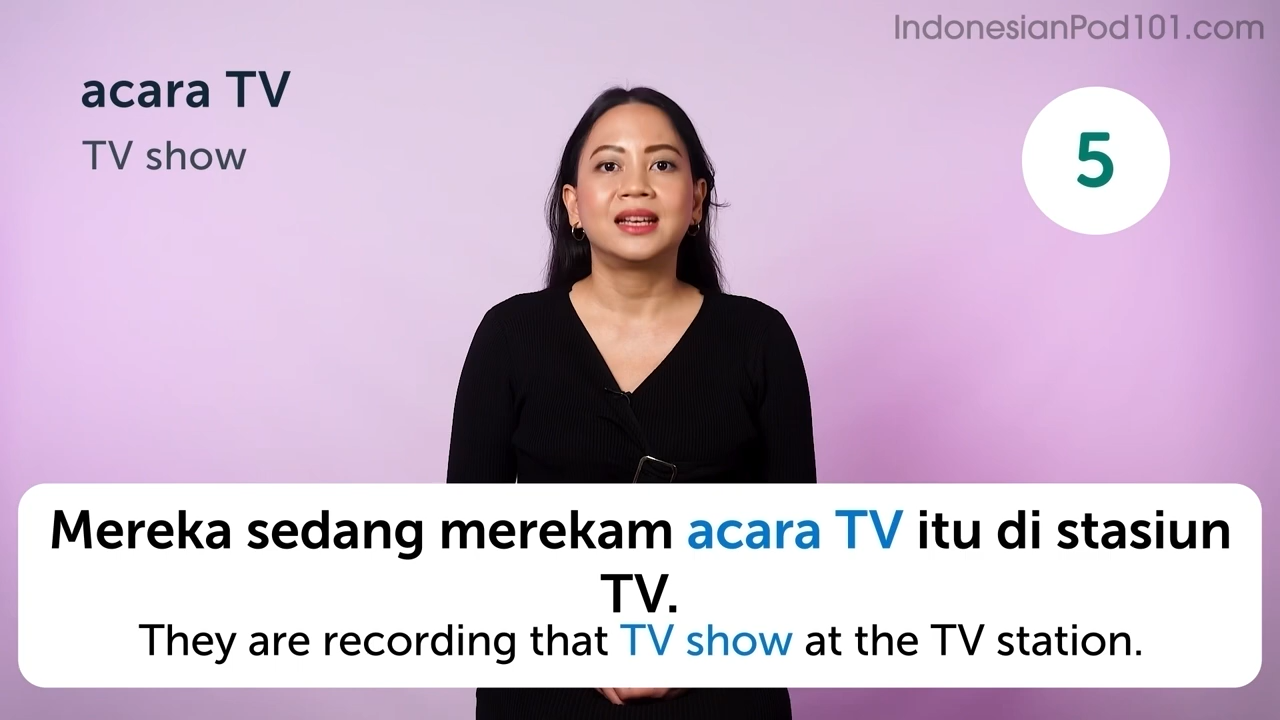 IndonesianPod101.com
acara TV
TV show
5
Mereka sedang merekam acara TV itu di stasiun
TV.
They are recording that TV show at the TV station.